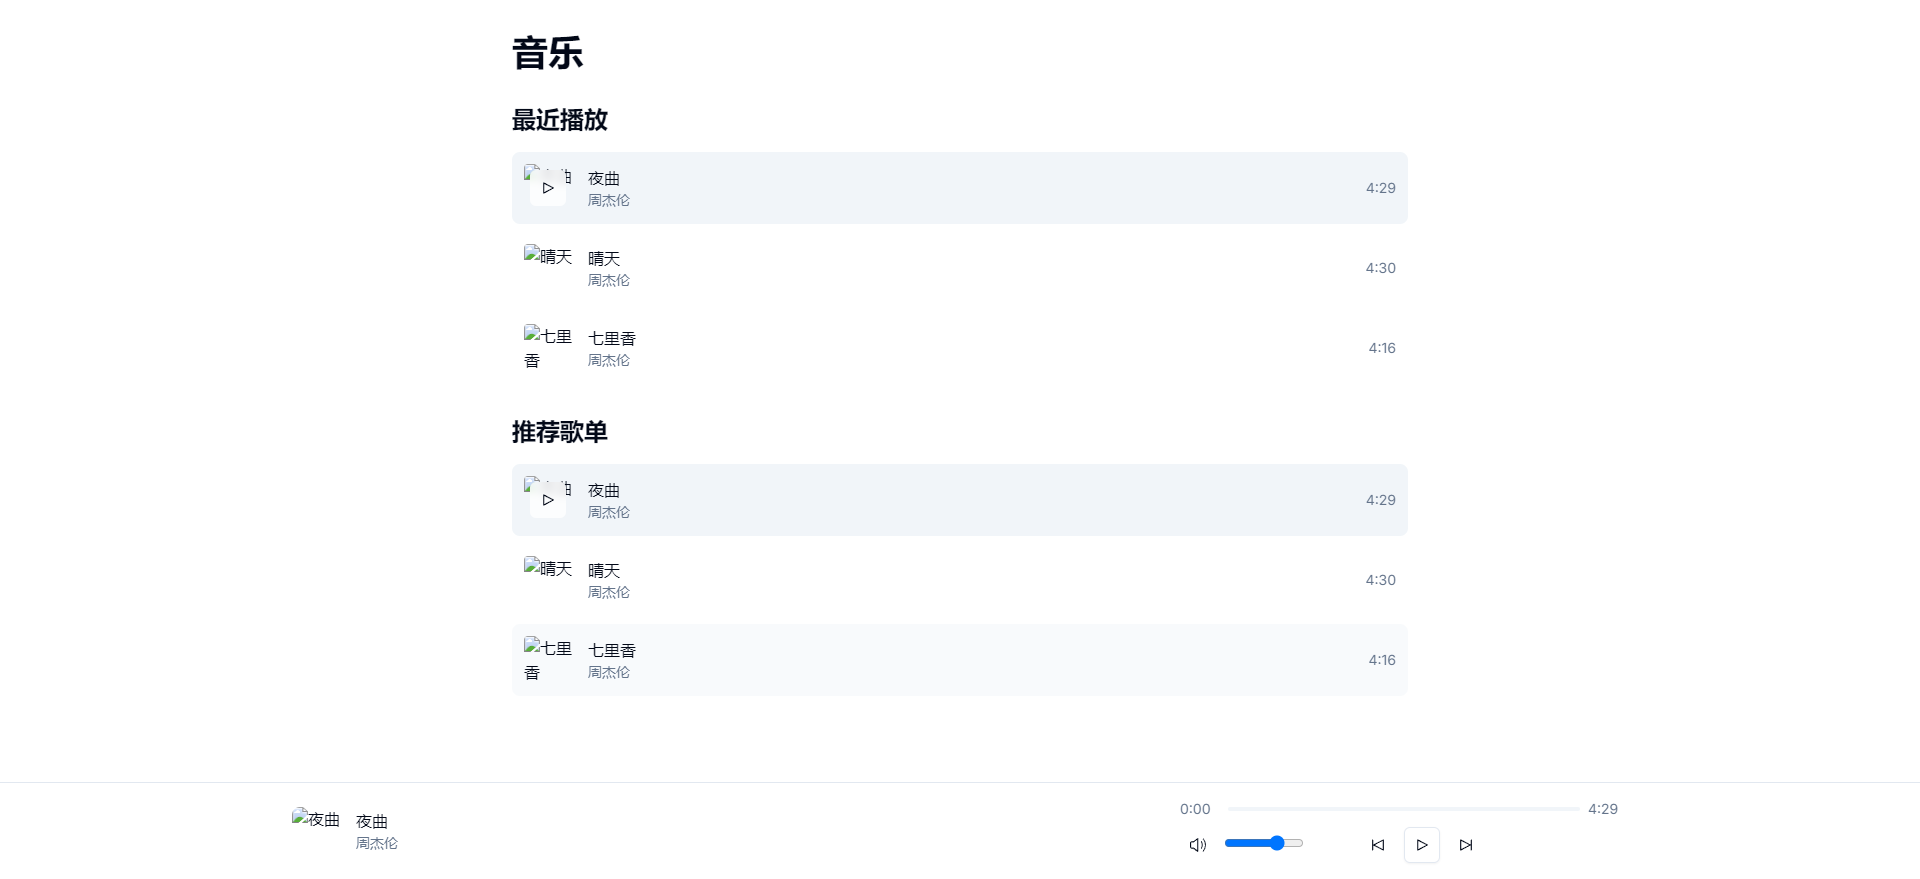 音乐
最近播放
夜曲
周杰伦
4:29
晴天
晴天
周杰伦
4:30
七里
香
七里香
周杰伦
4:16
推荐歌单
夜曲
周杰伦
4:29
晴天
晴天
周杰伦
4:30
七里
香
七里香
周杰伦
4:16
夜曲
夜曲
周杰伦
0:00
4:29